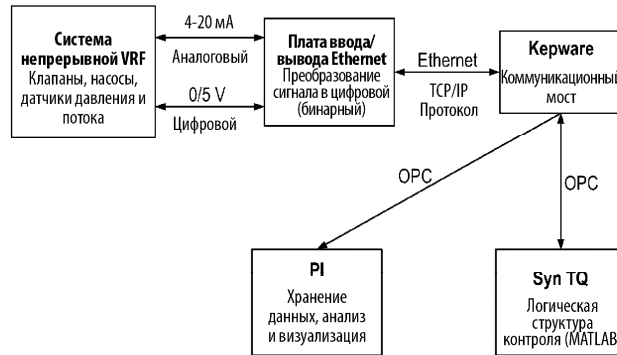 Система
непрерывной VRF
Клапаны, насосы,
датчики давления и
потока
4-20 мА
Аналоговый
0/5 V
Цифровой
Плата ввода/
вывода Ethernet
Преобразование
сигнала в цифровой
(бинарный)
Ethernet
TCP/IP
Протокол
Kepware
Коммуникационный
мост
OPC
OPC
PI
Хранение
данных, анализ
и визуализация
Syn TQ
Логическая
структура
контроля (MATLAB